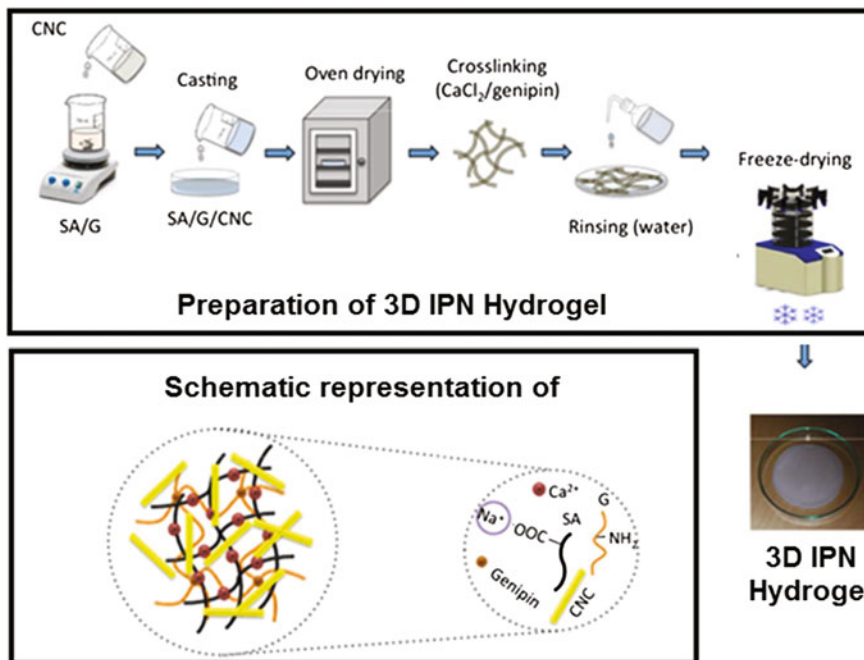 CNC
Casting
Oven drying
Crosslinking
(CaCl₂/genipin)
Freeze-drying
SA/G
SA/G/CNC
Rinsing (water)
Preparation of 3D IPN Hydrogel
Schematic representation of
Ca²⁺
G
Na⁺
-OOC
SA
NH₂
Genipin
CNC
3D IPN
Hydroge